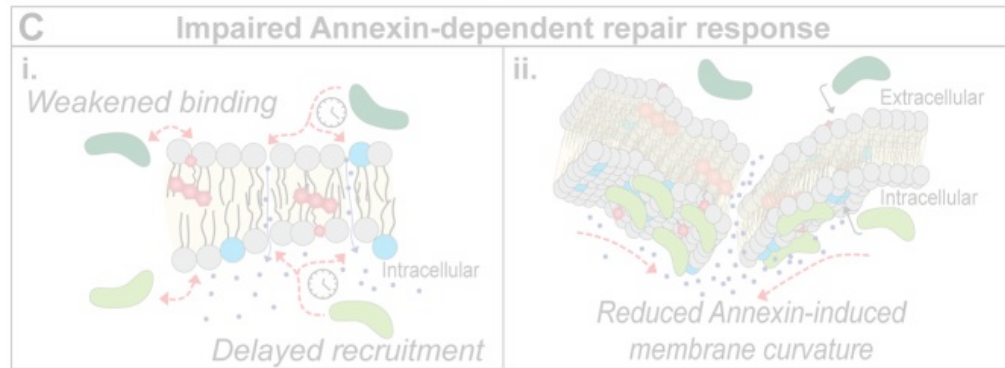 C Impaired Annexin-dependent repair response
i.
Weakened binding
Intracellular
Delayed recruitment
ii.
Extracellular
Intracellular
Reduced Annexin-induced
membrane curvature